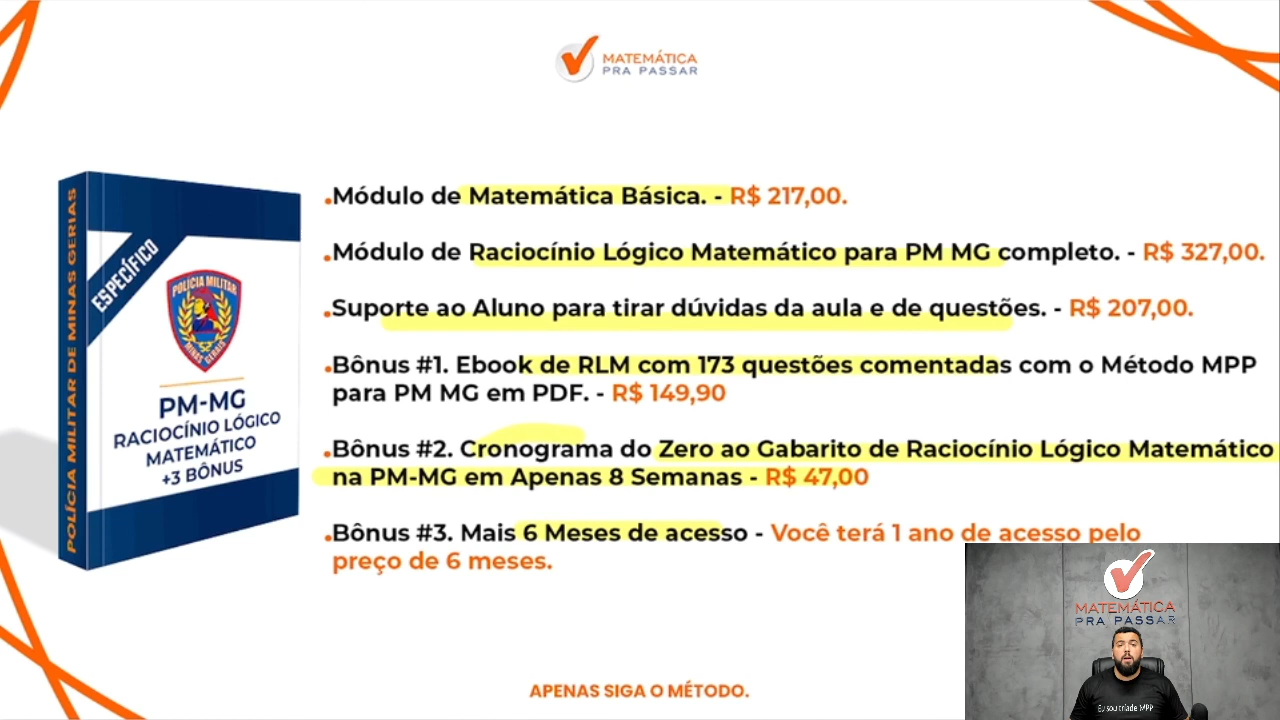 MATEMÁTICA
PRA PASSAR
•Módulo de Matemática Básica. - R$ 217,00.
•Módulo de Raciocínio Lógico Matemático para PM MG completo. - R$ 327,00.
•Suporte ao Aluno para tirar dúvidas da aula e de questões. - R$ 207,00.
•Bônus #1. Ebook de RLM com 173 questões comentadas com o Método MPP
para PM MG em PDF. - R$ 149,90
•Bônus #2. Cronograma do Zero ao Gabarito de Raciocínio Lógico Matemático
na PM-MG em Apenas 8 Semanas - R$ 47,00
•Bônus #3. Mais 6 Meses de acesso - Você terá 1 ano de acesso pelo
preço de 6 meses.
POLÍCIA MILITAR DE MINAS GERIAS
ESPECÍFICO
POLÍCIA MILITAR
MINAS GERAIS
PM-MG
RACIOCÍNIO LÓGICO
MATEMÁTICO
+3 BÔNUS
MATEMÁTICA
PRA PASSAR
Eu sou tríade MPP
APENAS SIGA O MÉTODO.